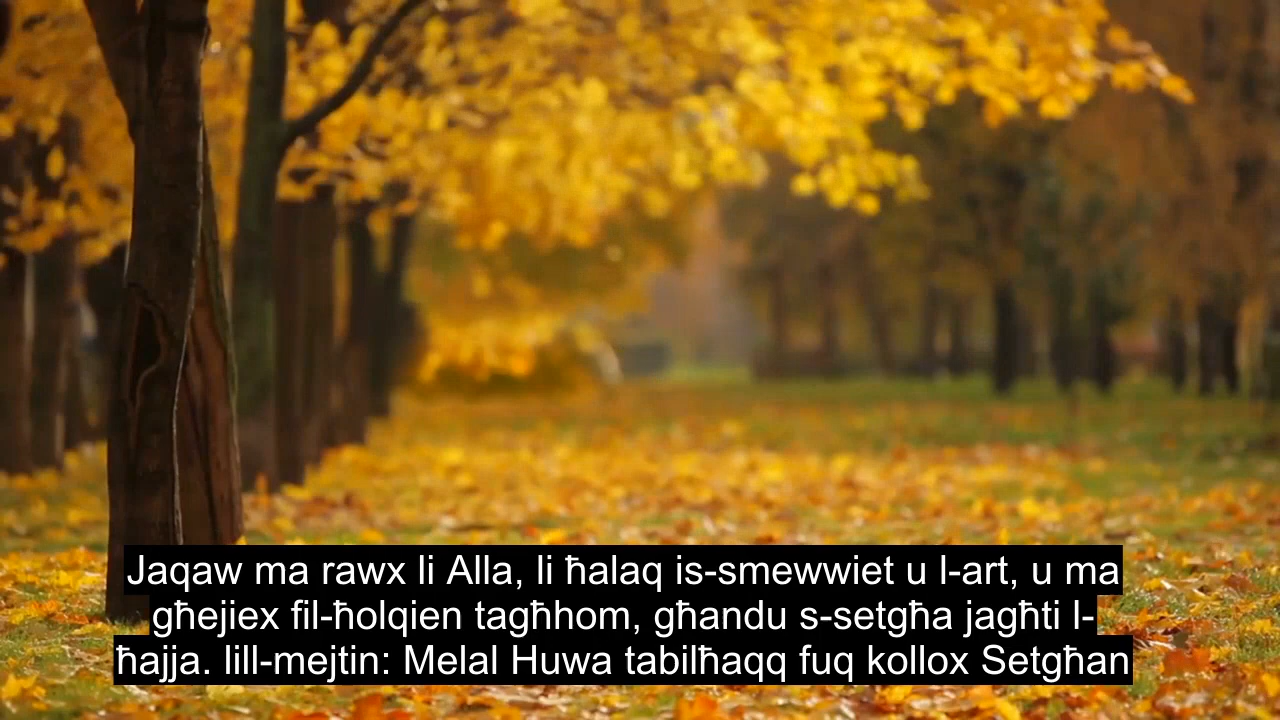 Jaqaw ma rawx li Alla, li ħalaq is-smewwiet u l-art, u ma
għejiex fil-ħolqien tagħhom, għandu s-setgħa jagħti l-
ħajja. lill-mejtin: Melal Huwa tabilħaqq fuq kollox Setgħan